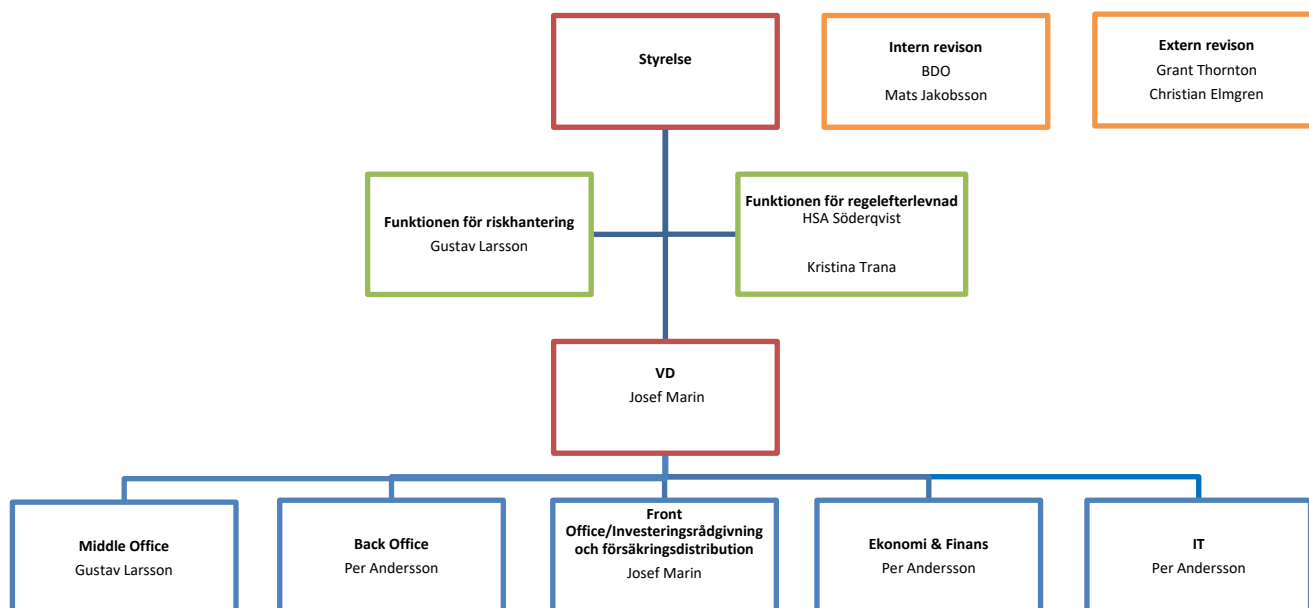 Styrelse
Intern revison
BDO
Mats Jakobsson
Extern revison
Grant Thornton
Christian Elmgren
Funktionen för riskhantering
Gustav Larsson
Funktionen för regelefterlevnad
HSA Söderqvist
Kristina Trana
VD
Josef Marin
Middle Office
Gustav Larsson
Back Office
Per Andersson
Front
Office/Investeringsrådgivning
och försäkringsdistribution
Josef Marin
Ekonomi & Finans
Per Andersson
IT
Per Andersson